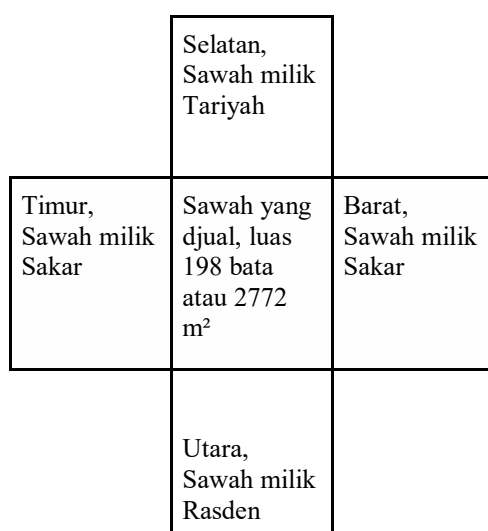 Selatan,
Sawah milik
Tariyah
Timur,
Sawah milik
Sakar
Sawah yang
djual, luas
198 bata
atau 2772
m²
Barat,
Sawah milik
Sakar
Utara,
Sawah milik
Rasden